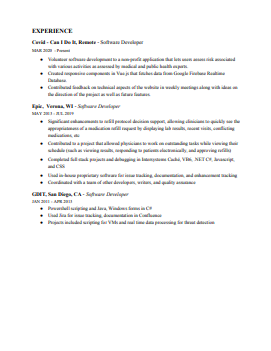 EXPERIENCE
Covid - Can I Do It, Remote - Software Developer
MAR 2020 - Present
● Volunteer software development to a non-profit application that lets users assess risk associated
with various activities as assessed by medical and public health experts.
● Created responsive components in Vue.js that fetches data from Google Firebase Realtime
Database
● Contributed feedback on technical aspects of the website in weekly meetings along with ideas on
the direction of the project as well as future features.
Epic, Verona, WI - Software Developer
MAY 2015 - JUL 2019
● Significant enhancements to refill protocol decision support, allowing clinicians to quickly see the
appropriateness of a medication refill request by displaying lab results, recent visits, conflicting
medications, etc
● Contributed to a project that allowed physicians to work on outstanding tasks while viewing their
schedule (such as viewing results, responding to patients electronically, and approving refills)
● Completed full stack projects and debugging in Intersystems Caché, VB6, .NET C#, Javascript,
and CSS
● Used in-house proprietary software for issue tracking, documentation, and enhancement tracking
● Coordinated with a team of other developers, writers, and quality assurance
GDIT, San Diego, CA - Software Developer
JAN 2015 - APR 2015
● Powershell scripting and Java, Windows forms in C#
● Used Jira for issue tracking, documentation in Confluence
● Projects included scripting for VMs and real time data processing for threat detection